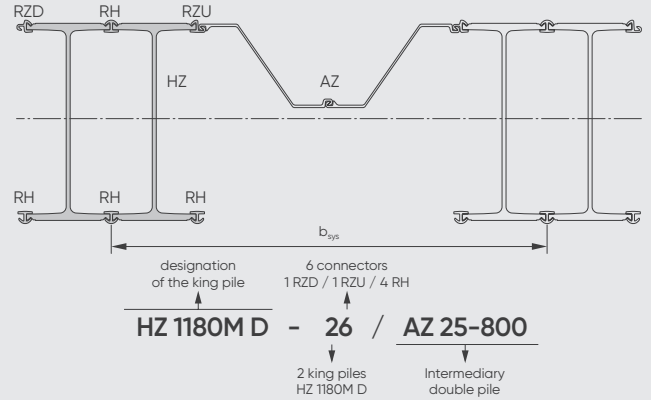 RZD RH RZU
HZ
AZ
RH RH RH
bsys
designation
of the king pile
6 connectors
1 RZD / 1 RZU / 4 RH
HZ 1180M D - 26 / AZ 25-800
2 king piles
HZ 1180M D
Intermediary
double pile